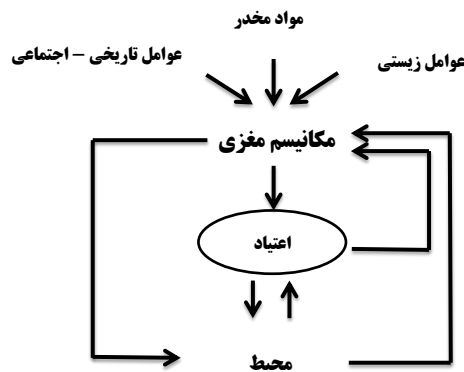 مواد مخدر
عوامل زیستی
عوامل تاریخی – اجتماعی
مکانیسم مغزی
اعتیاد
محیط